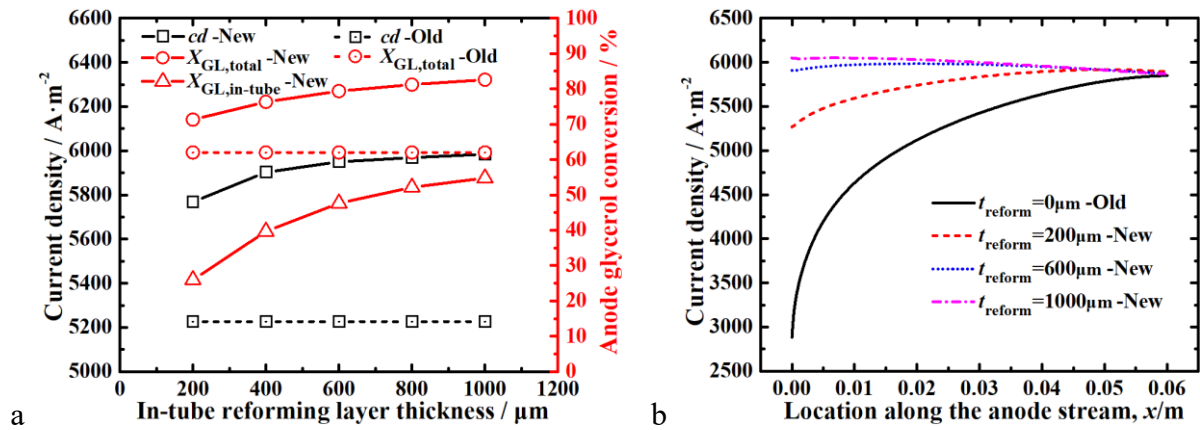 cd -New
cd -Old
X_GL,total -New
X_GL,total -Old
X_GL,in-tube -New
Current density / A·m⁻²
6600
6400
6200
6000
5800
5600
5400
5200
5000
100
90
80
70
60
50
40
30
20
10
0
Anode glycerol conversion / %
0 200 400 600 800 1000 1200
In-tube reforming layer thickness / μm
a
Current density / A·m⁻²
6500
6000
5500
5000
4500
4000
3500
3000
2500
t_reform=0μm -Old
t_reform=200μm -New
t_reform=600μm -New
t_reform=1000μm -New
0.00 0.01 0.02 0.03 0.04 0.05 0.06
Location along the anode stream, x/m
b